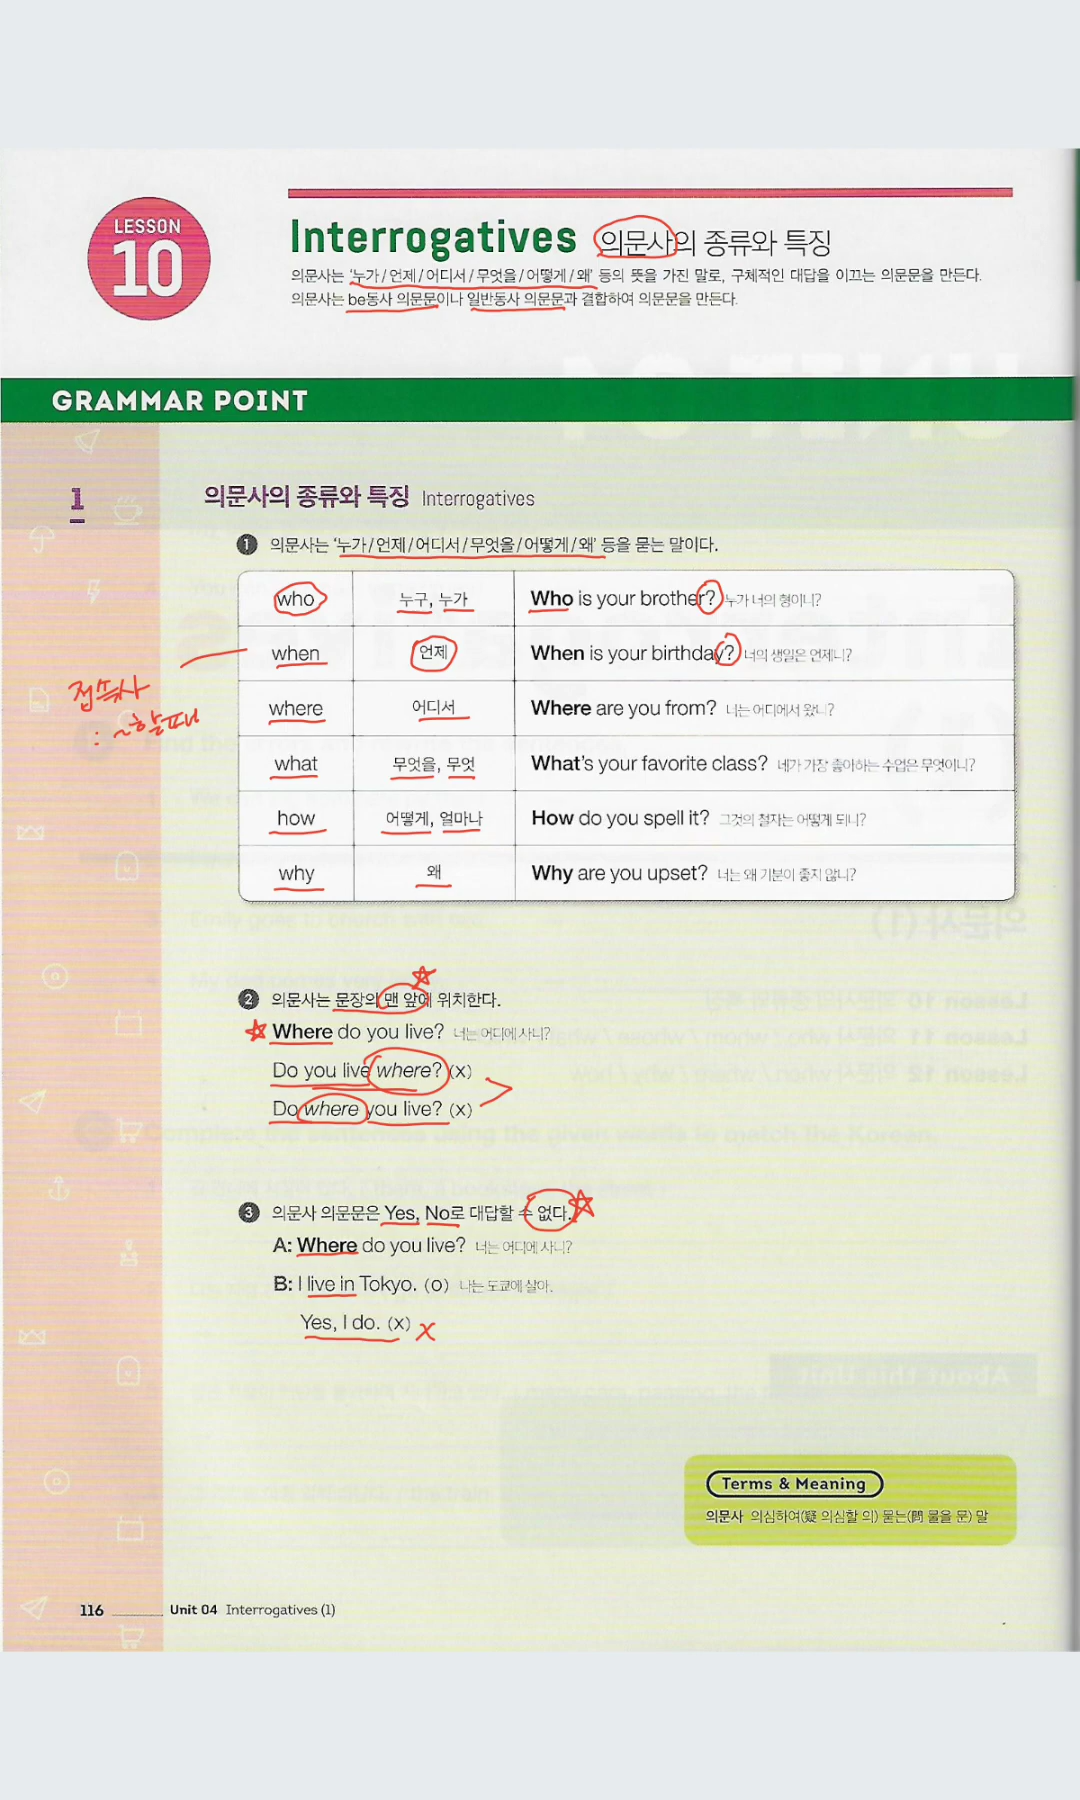 LESSON
10
Interrogatives 의문사의 종류와 특징
의문사는 '누가/언제/어디서/무엇을/어떻게/왜' 등의 뜻을 가진 말로, 구체적인 대답을 이끄는 의문문을 만든다.
의문사는 be동사 의문문이나 일반동사 의문문과 결합하여 의문문을 만든다.
GRAMMAR POINT
1 의문사의 종류와 특징 Interrogatives
1 의문사는 '누가/언제/어디서/무엇을/어떻게/왜' 등을 묻는 말이다.
who 누구, 누가 Who is your brother? 누가 너의 형이니?
when 언제 When is your birthday? 너의 생일은 언제니?
접속사
: ~할때
where 어디서 Where are you from? 너는 어디에서 왔니?
what 무엇을, 무엇 What's your favorite class? 네가 가장 좋아하는 수업은 무엇이니?
how 어떻게, 얼마나 How do you spell it? 그것의 철자는 어떻게 되니?
why 왜 Why are you upset? 너는 왜 기분이 좋지 않니?
2 의문사는 문장의 맨 앞에 위치한다.
Where do you live? 너는 어디에 사니?
Do you live where? (x)
Do where you live? (x)
3 의문사 의문문은 Yes, No로 대답할 수 없다.
A: Where do you live? 너는 어디에 사니?
B: I live in Tokyo. (o) 나는 도쿄에 살아.
Yes, I do. (x) x
Terms & Meaning
의문사 의심하여(疑 의심할 의) 묻는(問 물을 문) 말
116 Unit 04 Interrogatives (1)